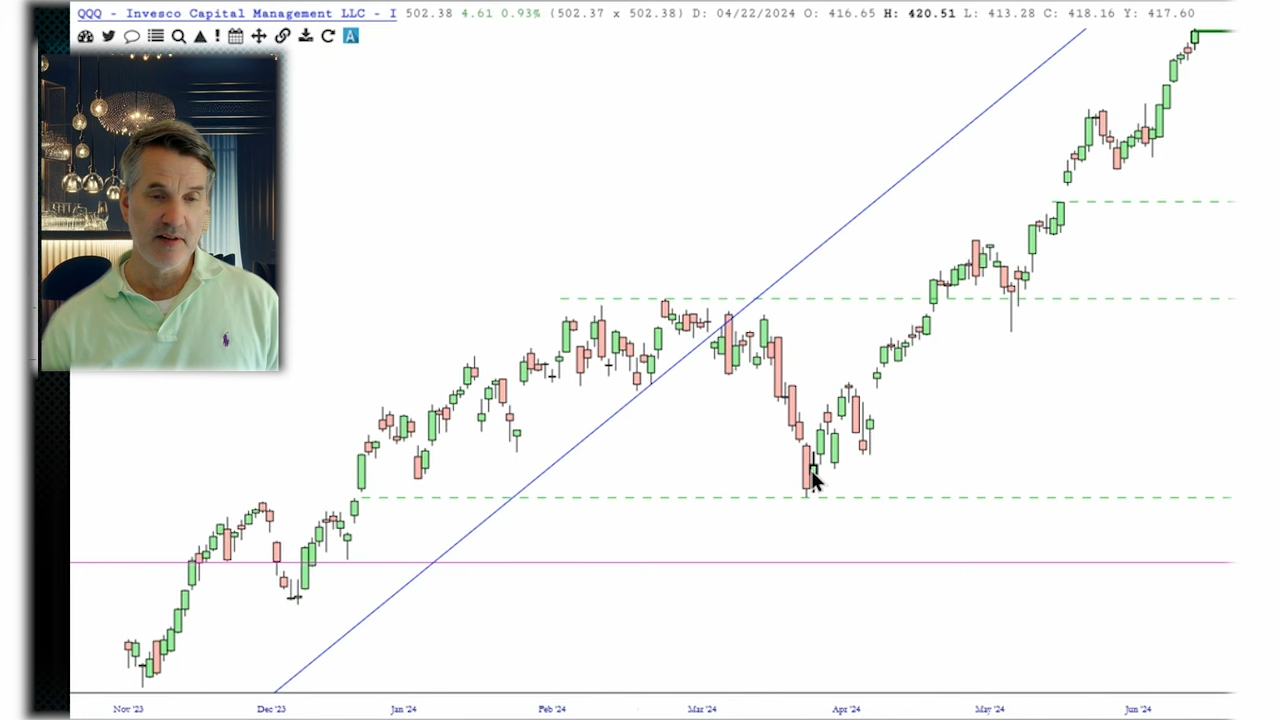 QQQ - Invesco Capital Management LLC - I 502.38 4.61 0.93% (502.37 x 502.38) D: 04/22/2024 O: 416.65 H: 420.51 L: 413.28 C: 418.16 Y: 417.60
A
Nov '23 Dec '23 Jan '24 Feb '24 Mar '24 Apr '24 May '24 Jun '24